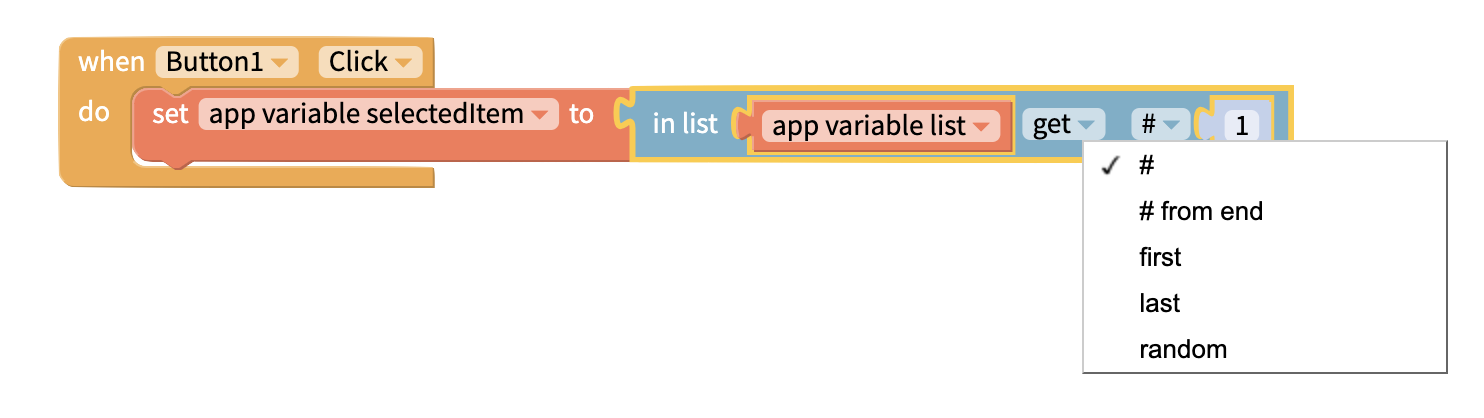 when Button1 Click
do set app variable selectedItem to in list app variable list get # 1
✓ #
# from end
first
last
random